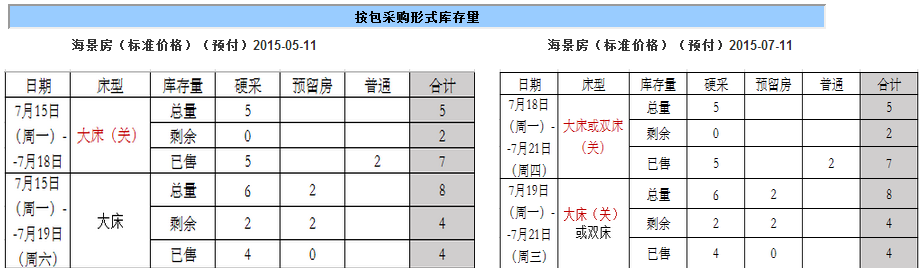 按包采购形式库存量
海景房（标准价格）（预付）2015-05-11
日期 床型 库存量 硬采 预留房 普通 合计
7月15日 总量 5 5
（周一）- 大床（关） 剩余 0 2
-7月18日 已售 5 2 7
7月15日 总量 6 2 8
（周一）- 大床 剩余 2 2 4
-7月19日
（周六） 已售 4 0 4
海景房（标准价格）（预付）2015-07-11
日期 床型 库存量 硬采 预留房 普通 合计
7月18日 总量 5 5
（周一）- 大床或双床 剩余 0 2
-7月21日 （关） 已售 5 2 7
（周四）
7月19日 总量 6 2 8
（周一）- 大床（关） 剩余 2 2 4
-7月21日 或双床
（周三） 已售 4 0 4